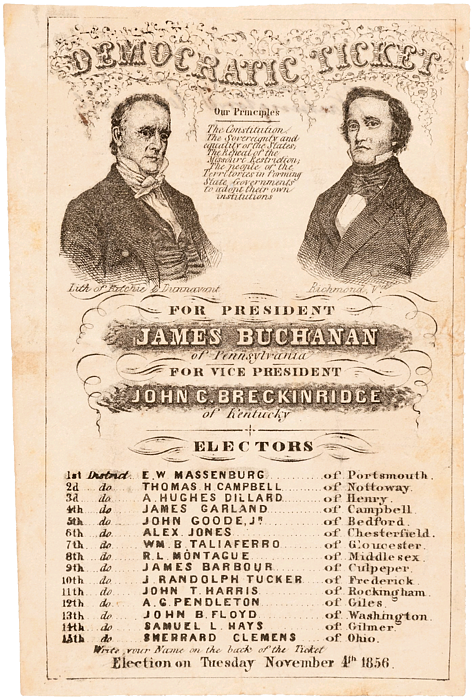 DEMOCRATIC TICKET
Our Principles
The Constitution,
The Sovereignty and
equality of the States;
The Repeal of the
Missouri Restriction;
The people of the
Territories in Forming
State Governments
to adopt their own
institutions
Lith of Ritchie & Dunnavant
Richmond, Va
FOR PRESIDENT
JAMES BUCHANAN
of Pennsylvania
FOR VICE PRESIDENT
JOHN C. BRECKINRIDGE
of Kentucky
ELECTORS
1st District E. W. MASSENBURG of Portsmouth.
2d do THOMAS H CAMPBELL of Nottoway.
3d do A. HUGHES DILLARD of Henry.
4th do JAMES GARLAND of Campbell.
5th do JOHN GOODE, Jr of Bedford.
6th do ALEX. JONES of Chesterfield.
7th do WM. B. TALIAFERRO of Gloucester.
8th do R. L. MONTAGUE of Middlesex.
9th do JAMES BARBOUR of Culpeper.
10th do J. RANDOLPH TUCKER of Frederick.
11th do JOHN T. HARRIS of Rockingham.
12th do A. G. PENDLETON of Giles.
13th do JOHN B. FLOYD of Washington.
14th do SAMUEL L. HAYS of Gilmer.
15th do SHERRARD CLEMENS of Ohio.
Write your Name on the back of the Ticket
Election on Tuesday November 4th 1856.